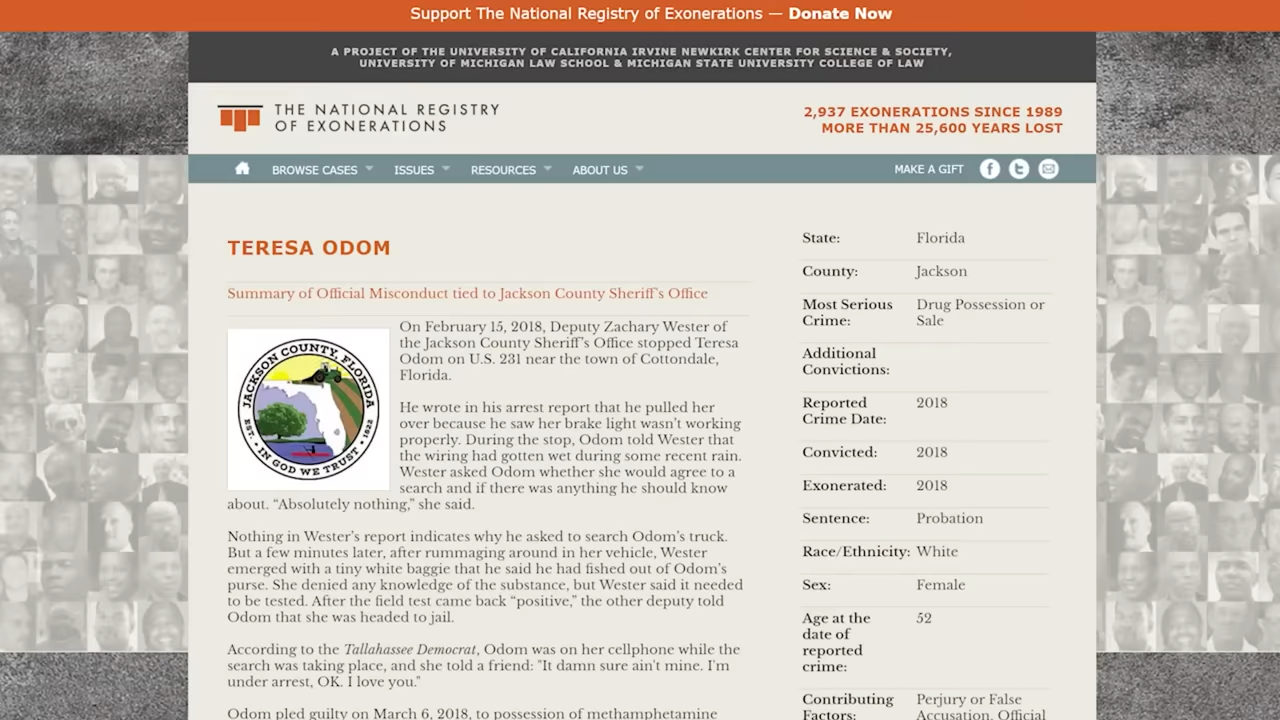 Support The National Registry of Exonerations — Donate Now
A PROJECT OF THE UNIVERSITY OF CALIFORNIA IRVINE NEWKIRK CENTER FOR SCIENCE & SOCIETY,
UNIVERSITY OF MICHIGAN LAW SCHOOL & MICHIGAN STATE UNIVERSITY COLLEGE OF LAW
THE NATIONAL REGISTRY
OF EXONERATIONS
2,937 EXONERATIONS SINCE 1989
MORE THAN 25,600 YEARS LOST
BROWSE CASES ISSUES RESOURCES ABOUT US MAKE A GIFT
TERESA ODOM
Summary of Official Misconduct tied to Jackson County Sheriff's Office
JACKSON COUNTY, FLORIDA
EST. • IN GOD WE TRUST • 1822
On February 15, 2018, Deputy Zachary Wester of
the Jackson County Sheriff's Office stopped Teresa
Odom on U.S. 231 near the town of Cottondale,
Florida.
He wrote in his arrest report that he pulled her
over because he saw her brake light wasn't working
properly. During the stop, Odom told Wester that
the wiring had gotten wet during some recent rain.
Wester asked Odom whether she would agree to a
search and if there was anything he should know
about. “Absolutely nothing,” she said.
Nothing in Wester's report indicates why he asked to search Odom's truck.
But a few minutes later, after rummaging around in her vehicle, Wester
emerged with a tiny white baggie that he said he had fished out of Odom's
purse. She denied any knowledge of the substance, but Wester said it needed
to be tested. After the field test came back “positive,” the other deputy told
Odom that she was headed to jail.
According to the Tallahassee Democrat, Odom was on her cellphone while the
search was taking place, and she told a friend: "It damn sure ain't mine. I'm
under arrest, OK. I love you."
Odom pled guilty on March 6, 2018, to possession of methamphetamine
State: Florida
County: Jackson
Most Serious Drug Possession or
Crime: Sale
Additional
Convictions:
Reported 2018
Crime Date:
Convicted: 2018
Exonerated: 2018
Sentence: Probation
Race/Ethnicity: White
Sex: Female
Age at the 52
date of
reported
crime:
Contributing Perjury or False
Factors: Accusation, Official